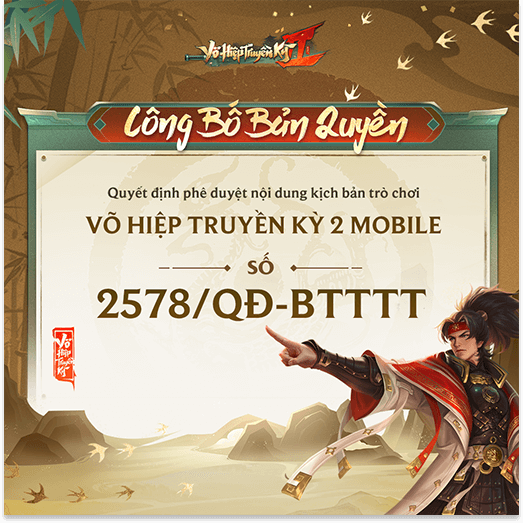 Võ Hiệp Truyền Kỳ II
Công Bố Bản Quyền
Quyết định phê duyệt nội dung kịch bản trò chơi
VÕ HIỆP TRUYỀN KỲ 2 MOBILE
SỐ
2578/QĐ-BTTTT
Võ
Hiệp
Truyền
Kỳ